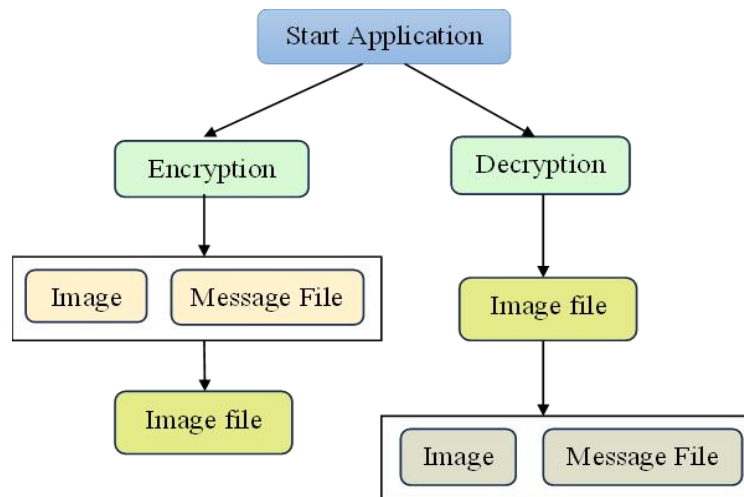 Start Application
Encryption
Decryption
Image
Message File
Image file
Image file
Image
Message File